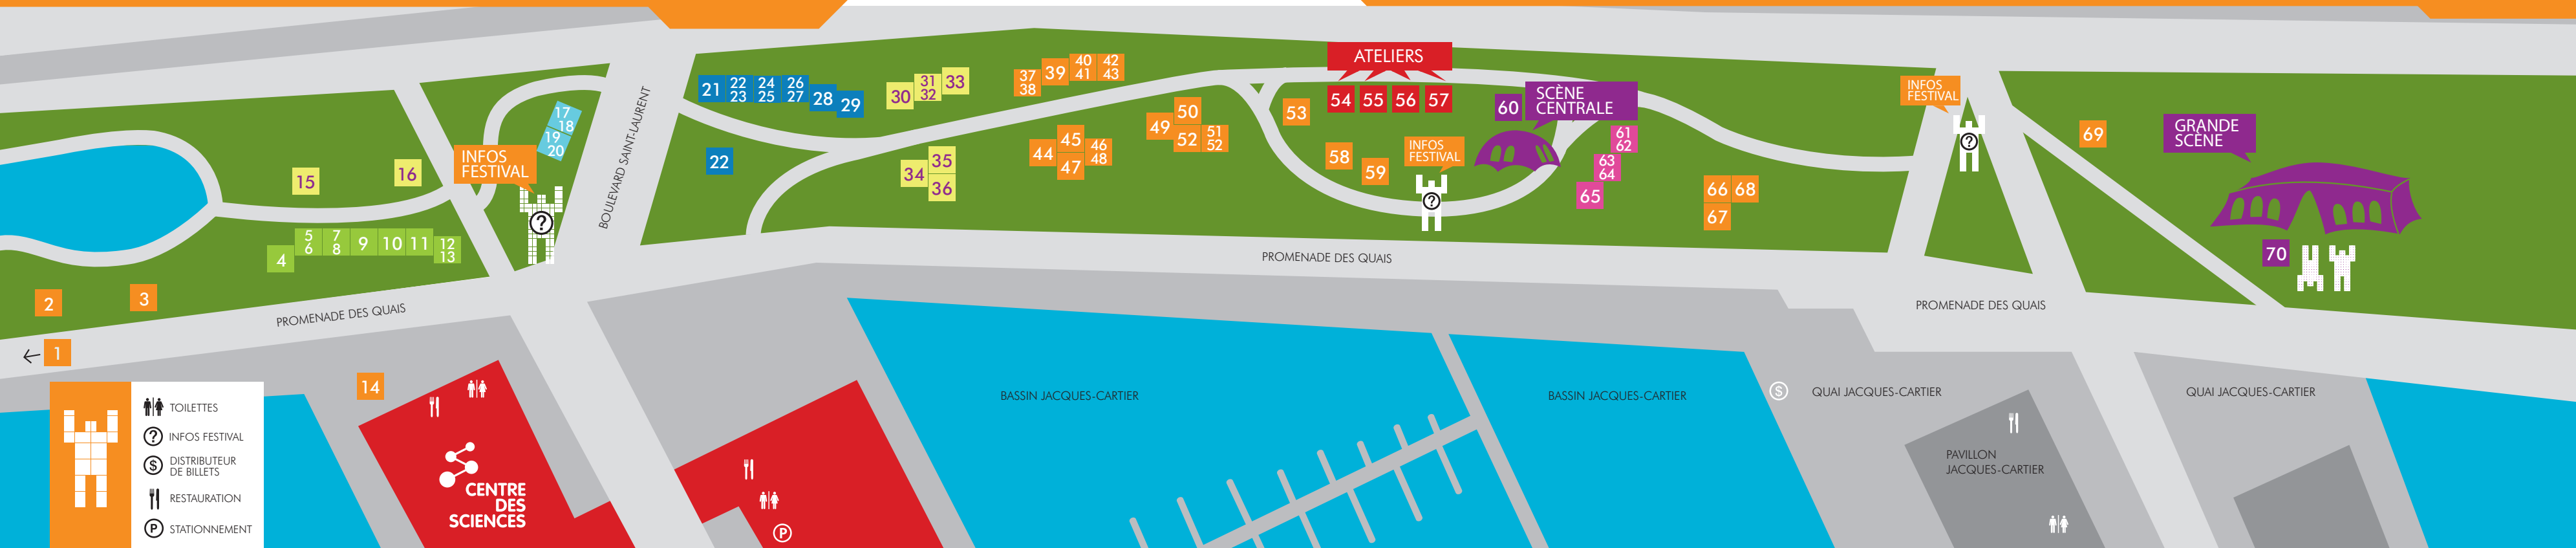 ATELIERS
40
42
37
39
41
43
38
21
22
24
26
23
25
27
28
29
30
31
32
33
54
55
56
57
60
SCÈNE
CENTRALE
INFOS
FESTIVAL
17
18
19
20
BOULEVARD SAINT-LAURENT
50
49
52
51
52
53
45
44
46
48
47
61
62
63
64
65
69
GRANDE
SCÈNE
INFOS
FESTIVAL
15
16
22
34
35
36
58
59
INFOS
FESTIVAL
66
68
67
4
5
6
7
8
9
10
11
12
13
70
PROMENADE DES QUAIS
2
3
PROMENADE DES QUAIS
PROMENADE DES QUAIS
1
14
BASSIN JACQUES-CARTIER
BASSIN JACQUES-CARTIER
$
QUAI JACQUES-CARTIER
QUAI JACQUES-CARTIER
PAVILLON
JACQUES-CARTIER
CENTRE
DES
SCIENCES
P
TOILETTES
? INFOS FESTIVAL
$ DISTRIBUTEUR
DE BILLETS
RESTAURATION
P STATIONNEMENT
?
?
?